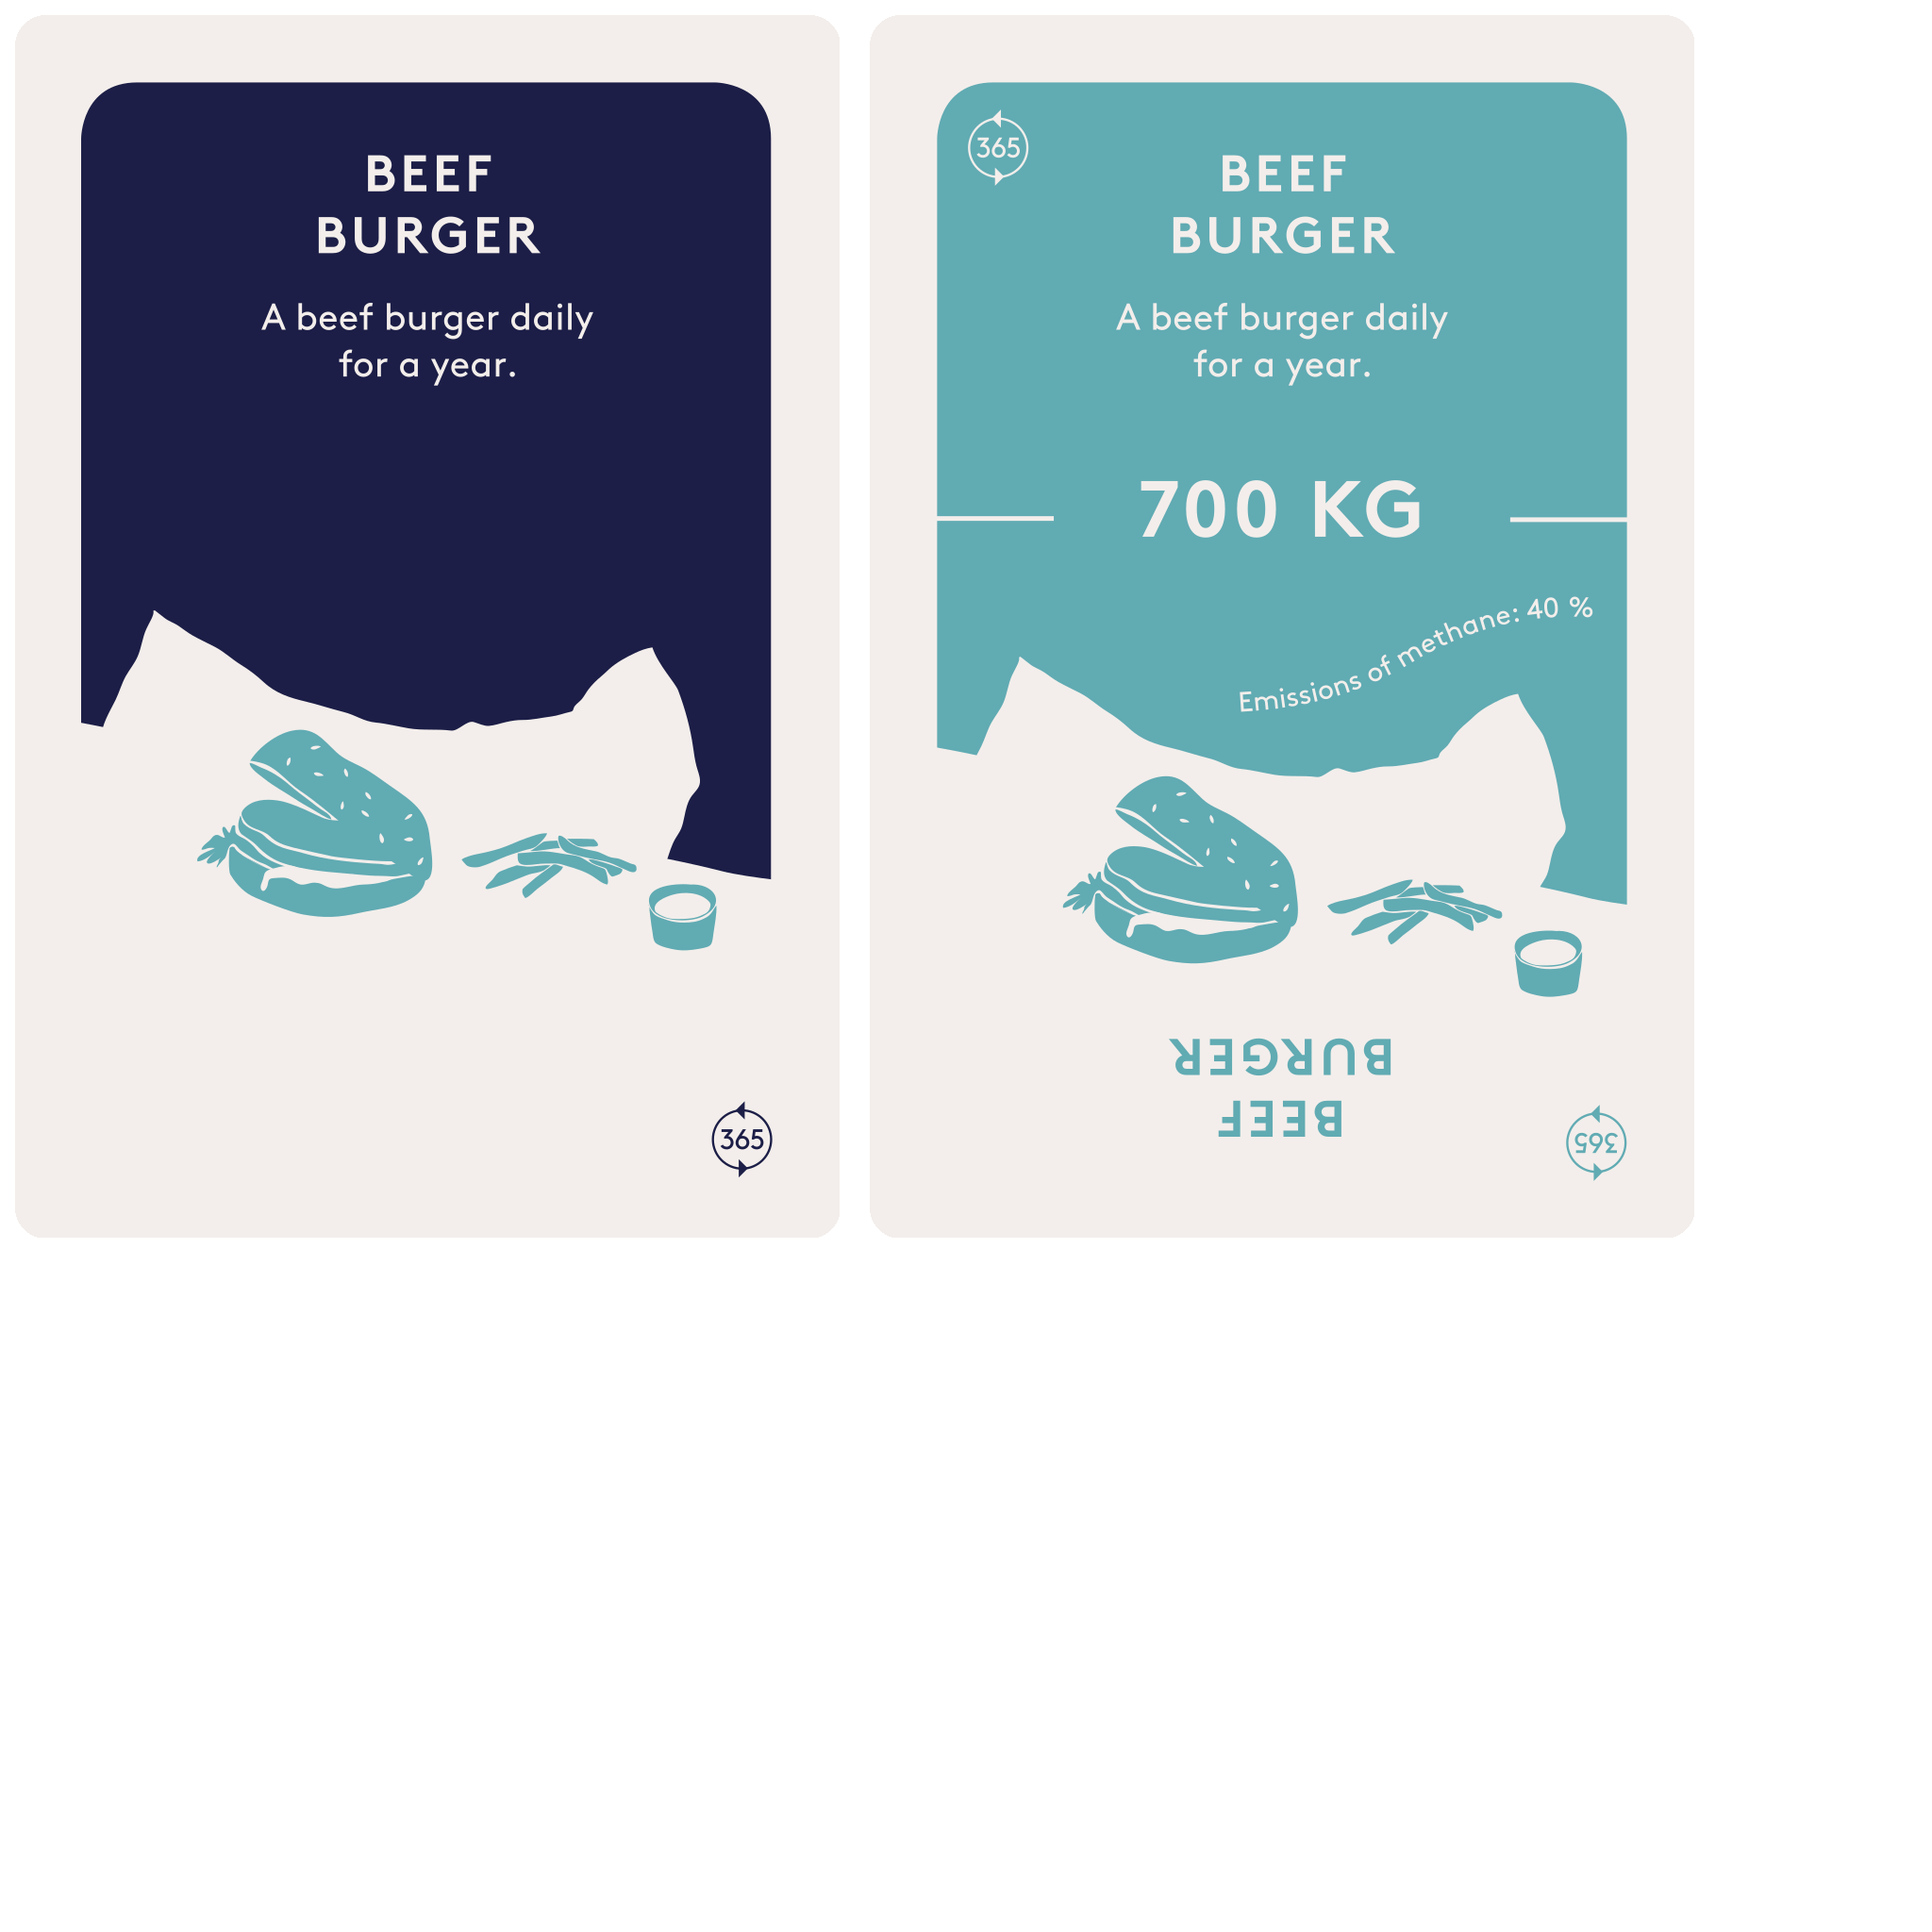 BEEF
BURGER
A beef burger daily
for a year.
365
365
BEEF
BURGER
A beef burger daily
for a year.
700 KG
Emissions of methane: 40 %
BEEF
BURGER
365